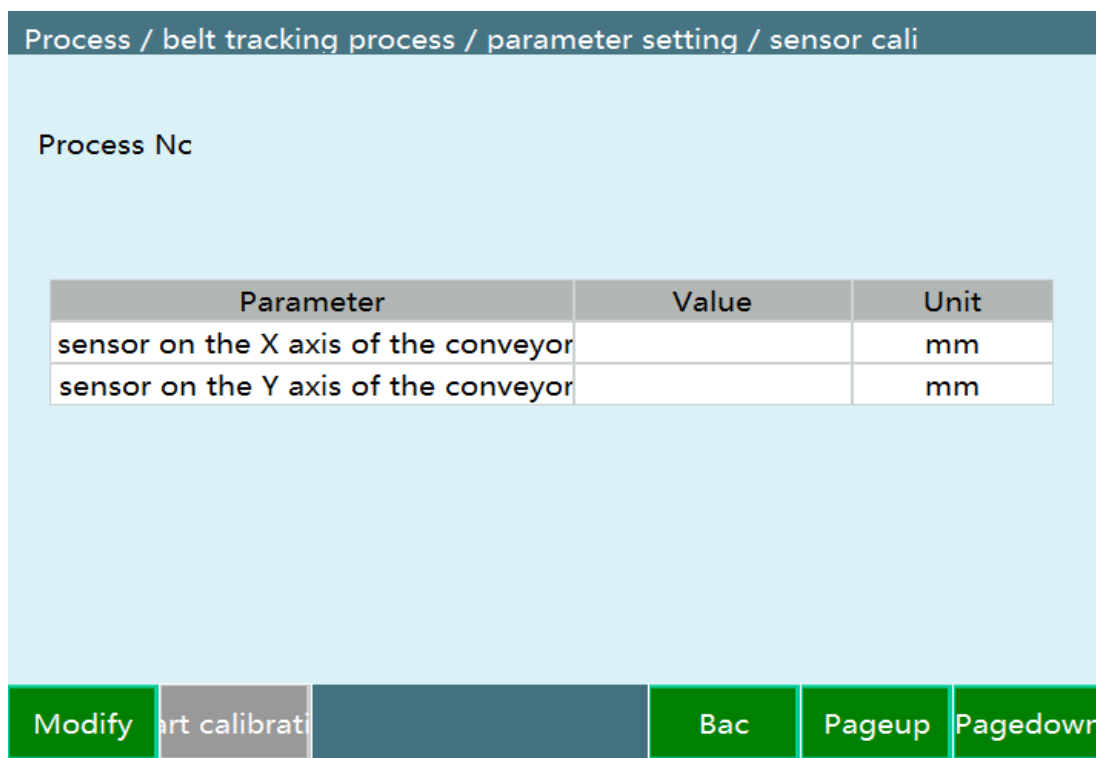 Process / belt tracking process / parameter setting / sensor cali
Process Nc
Parameter Value Unit
sensor on the X axis of the conveyor mm
sensor on the Y axis of the conveyor mm
Modify art calibrati Bac Pageup Pagedown